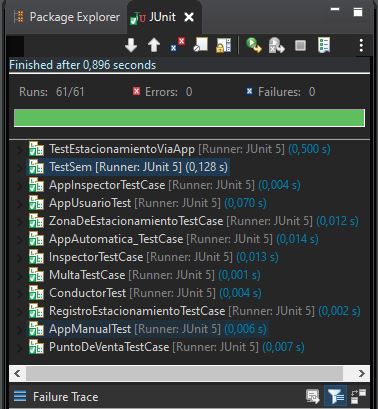 Package Explorer JUnit
Finished after 0,896 seconds
Runs: 61/61 Errors: 0 Failures: 0
TestEstacionamientoViaApp [Runner: JUnit 5] (0,500 s)
TestSem [Runner: JUnit 5] (0,128 s)
AppInspectorTestCase [Runner: JUnit 5] (0,004 s)
AppUsuarioTest [Runner: JUnit 5] (0,070 s)
ZonaDeEstacionamientoTestCase [Runner: JUnit 5] (0,012 s)
AppAutomatica_TestCase [Runner: JUnit 5] (0,014 s)
InspectorTestCase [Runner: JUnit 5] (0,013 s)
MultaTestCase [Runner: JUnit 5] (0,001 s)
ConductorTest [Runner: JUnit 5] (0,004 s)
RegistroEstacionamientoTestCase [Runner: JUnit 5] (0,002 s)
AppManualTest [Runner: JUnit 5] (0,006 s)
PuntoDeVentaTestCase [Runner: JUnit 5] (0,007 s)
Failure Trace